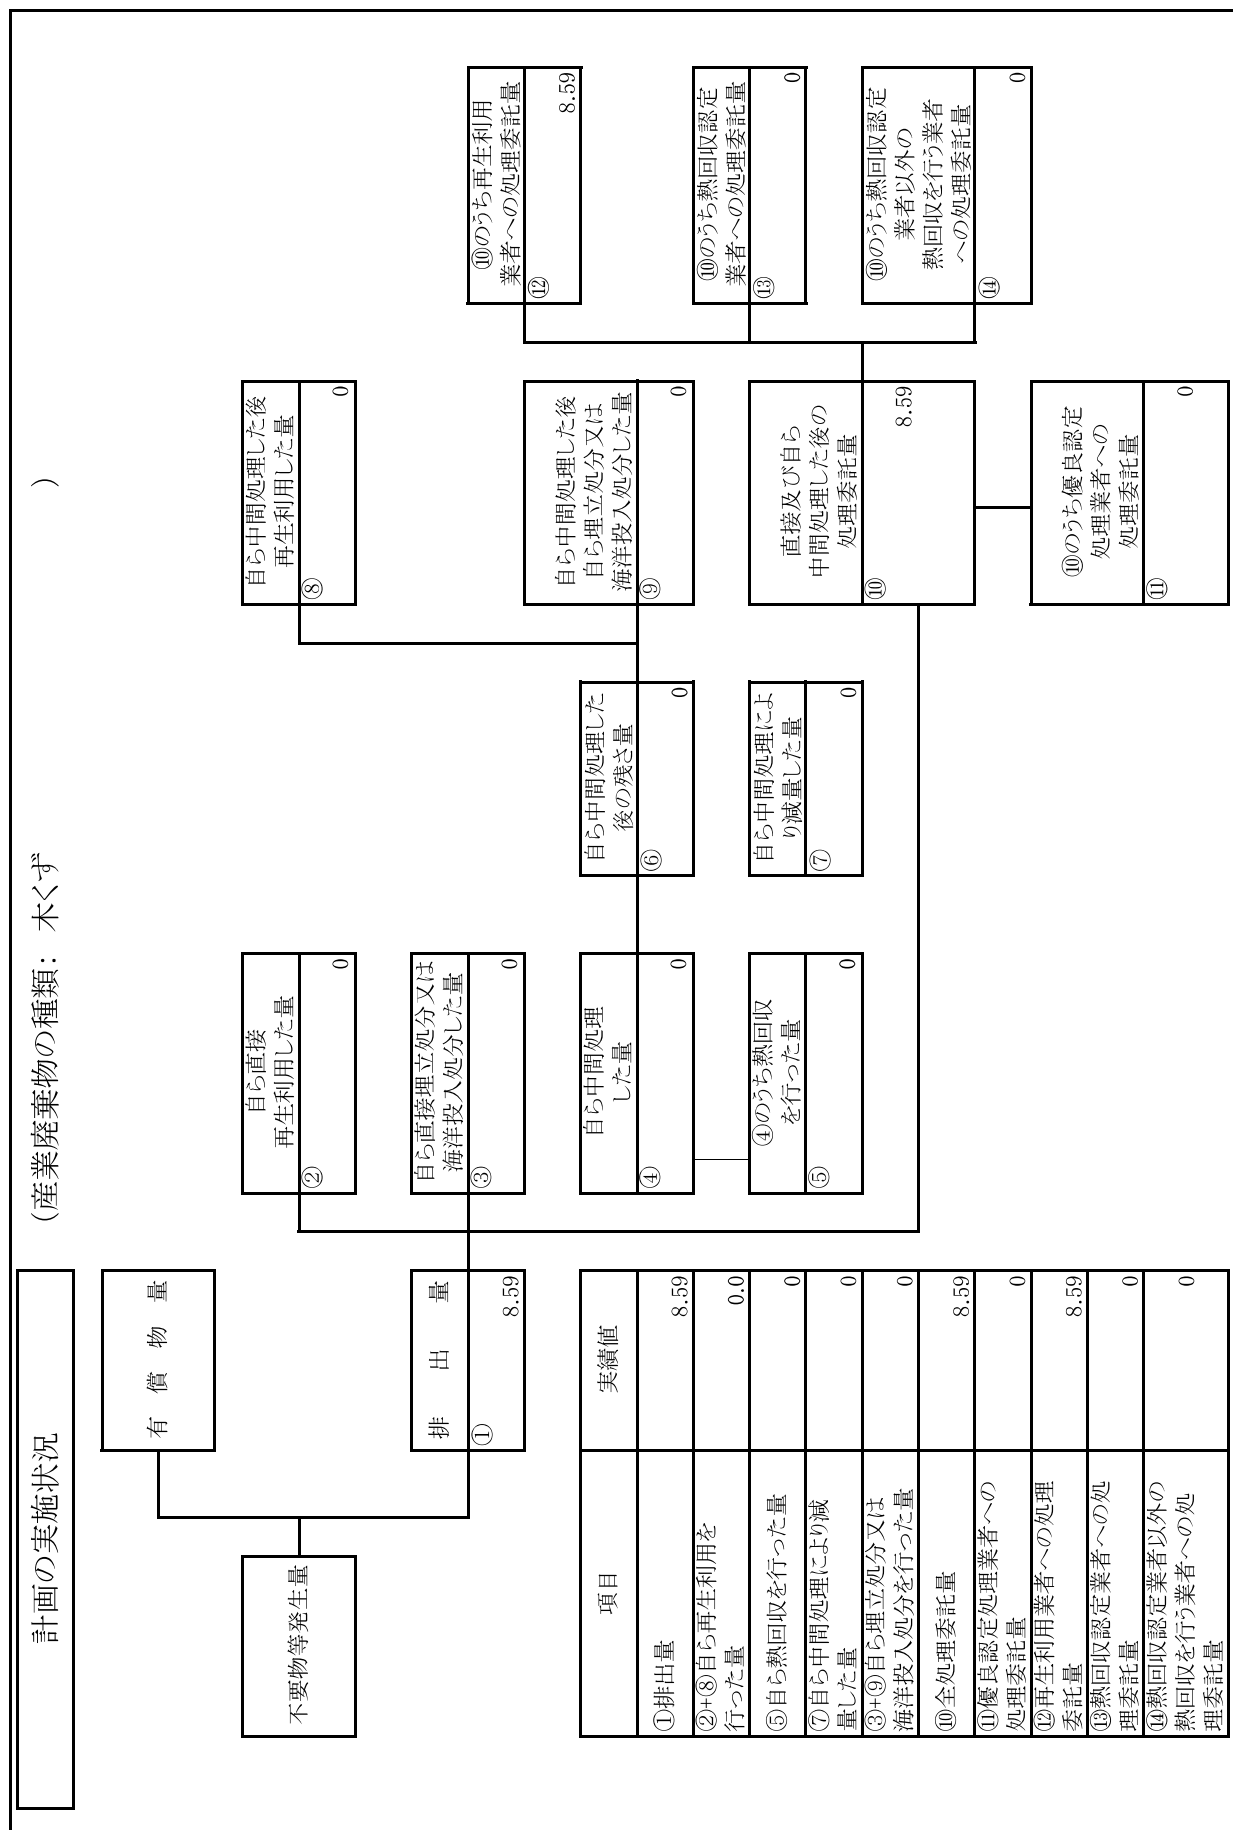 計画の実施状況
(産業廃棄物の種類: 木くず )
不要物等発生量
有償物量
排出量
① 8.59
自ら直接
再生利用した量
② 0
自ら直接埋立処分又は
海洋投入処分した量
③ 0
自ら中間処理
した量
④ 0
④のうち熱回収
を行った量
⑤ 0
自ら中間処理した
後の残さ量
⑥ 0
自ら中間処理によ
り減量した量
⑦ 0
自ら中間処理した後
再生利用した量
⑧ 0
自ら中間処理した後
自ら埋立処分又は
海洋投入処分した量
⑨ 0
直接及び自ら
中間処理した後の
処理委託量
⑩ 8.59
⑩のうち優良認定
処理業者への
処理委託量
⑪ 0
⑩のうち再生利用
業者への処理委託量
⑫ 8.59
⑩のうち熱回収認定
業者への処理委託量
⑬ 0
⑩のうち熱回収認定
業者以外の
熱回収を行う業者
への処理委託量
⑭ 0
項目 実績値
①排出量 8.59
②+⑧自ら再生利用を
行った量 0.0
⑤自ら熱回収を行った量 0
⑦自ら中間処理により減
量した量 0
③+⑨自ら埋立処分又は
海洋投入処分を行った量 0
⑩全処理委託量 8.59
⑪優良認定処理業者への
処理委託量 0
⑫再生利用業者への処理
委託量 8.59
⑬熱回収認定業者への処
理委託量 0
⑭熱回収認定業者以外の
熱回収を行う業者への処
理委託量 0